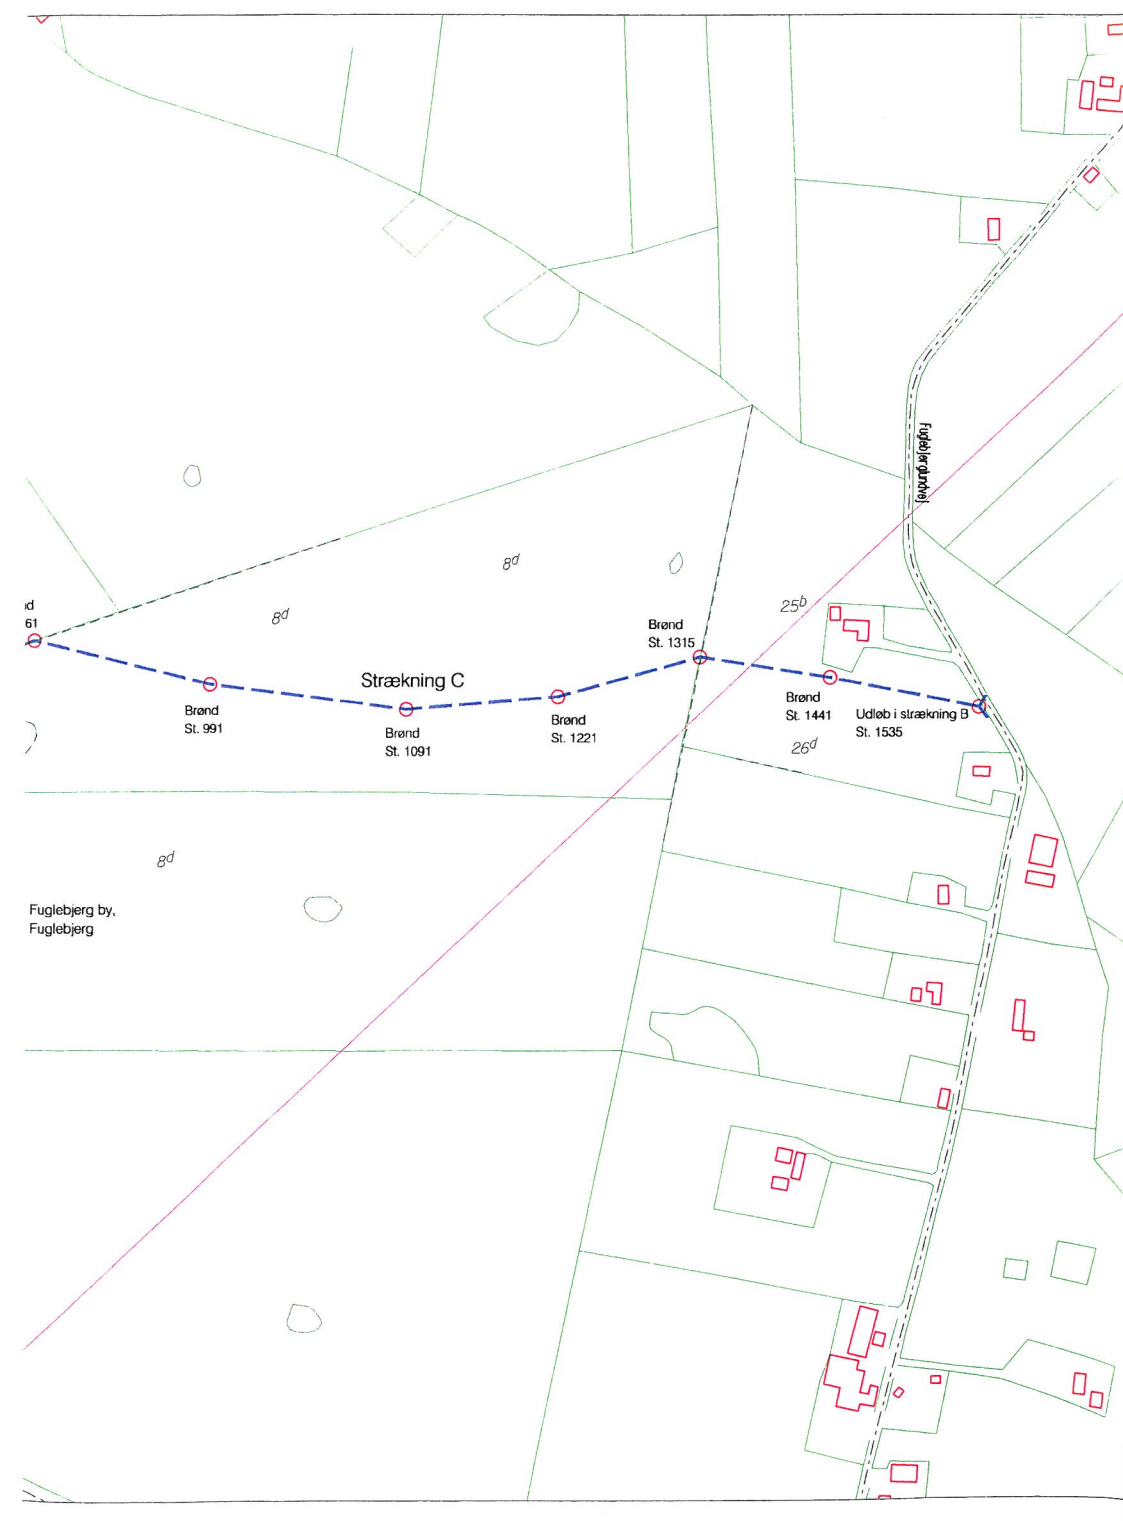 Fuglebjerglundvej
8d
8d
25b
61
Brønd
St. 1315
Strækning C
Brønd
St. 991
Brønd
St. 1091
Brønd
St. 1221
Brønd
St. 1441
Udløb i strækning B
St. 1535
26d
8d
Fuglebjerg by,
Fuglebjerg